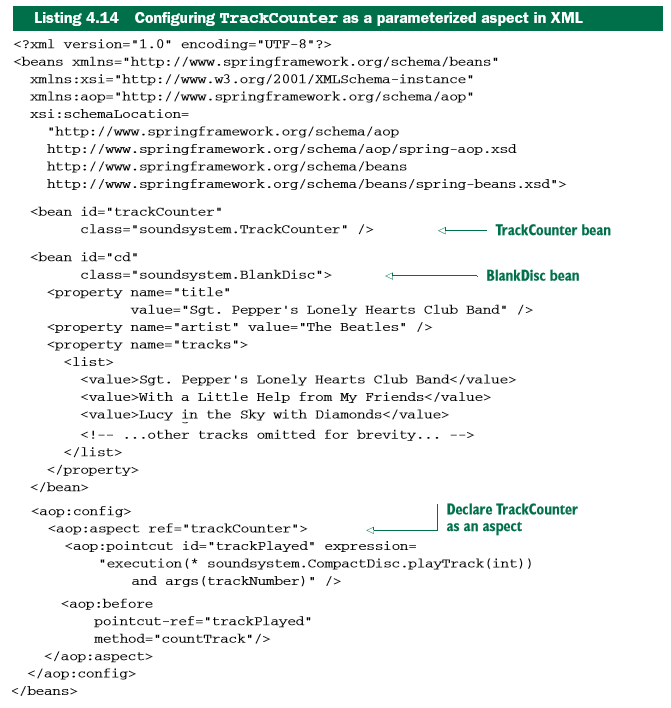 Listing 4.14 Configuring TrackCounter as a parameterized aspect in XML
<?xml version="1.0" encoding="UTF-8"?>
<beans xmlns="http://www.springframework.org/schema/beans"
  xmlns:xsi="http://www.w3.org/2001/XMLSchema-instance"
  xmlns:aop="http://www.springframework.org/schema/aop"
  xsi:schemaLocation=
    "http://www.springframework.org/schema/aop
    http://www.springframework.org/schema/aop/spring-aop.xsd
    http://www.springframework.org/schema/beans
    http://www.springframework.org/schema/beans/spring-beans.xsd">
  <bean id="trackCounter"
        class="soundsystem.TrackCounter" />
TrackCounter bean
  <bean id="cd"
        class="soundsystem.BlankDisc">
BlankDisc bean
    <property name="title"
              value="Sgt. Pepper's Lonely Hearts Club Band" />
    <property name="artist" value="The Beatles" />
    <property name="tracks">
      <list>
        <value>Sgt. Pepper's Lonely Hearts Club Band</value>
        <value>With a Little Help from My Friends</value>
        <value>Lucy in the Sky with Diamonds</value>
        <!-- ...other tracks omitted for brevity... -->
      </list>
    </property>
  </bean>
  <aop:config>
    <aop:aspect ref="trackCounter">
Declare TrackCounter
as an aspect
      <aop:pointcut id="trackPlayed" expression=
          "execution(* soundsystem.CompactDisc.playTrack(int))
              and args(trackNumber)" />
      <aop:before
          pointcut-ref="trackPlayed"
          method="countTrack"/>
    </aop:aspect>
  </aop:config>
</beans>